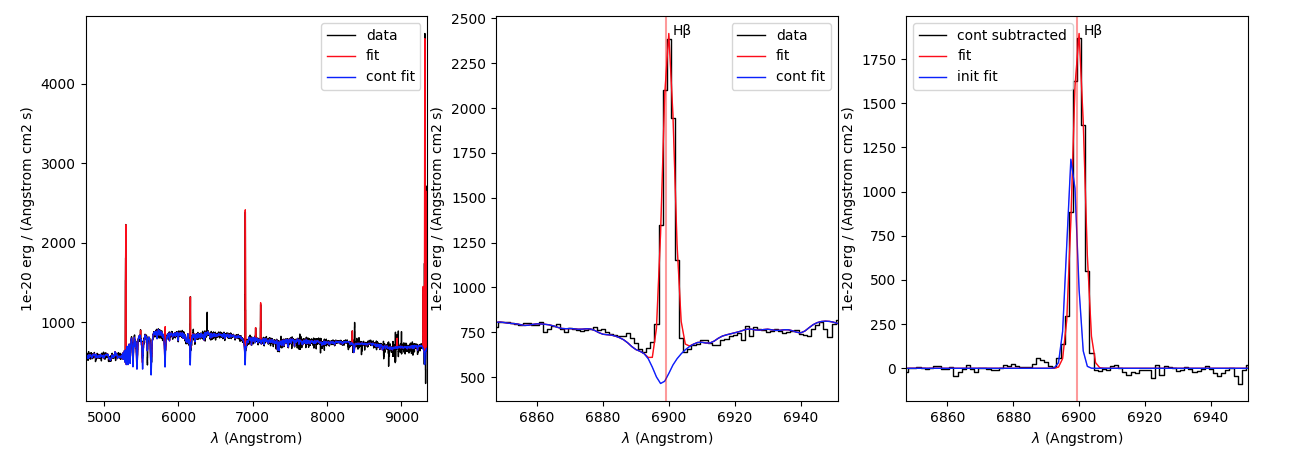 data
fit
cont fit
4000
3000
2000
1000
5000 6000 7000 8000 9000
λ (Angstrom)
1e-20 erg / (Angstrom cm2 s)
Hβ
data
fit
cont fit
2500
2250
2000
1750
1500
1250
1000
750
500
6860 6880 6900 6920 6940
λ (Angstrom)
1e-20 erg / (Angstrom cm2 s)
Hβ
cont subtracted
fit
init fit
1750
1500
1250
1000
750
500
250
0
6860 6880 6900 6920 6940
λ (Angstrom)
1e-20 erg / (Angstrom cm2 s)